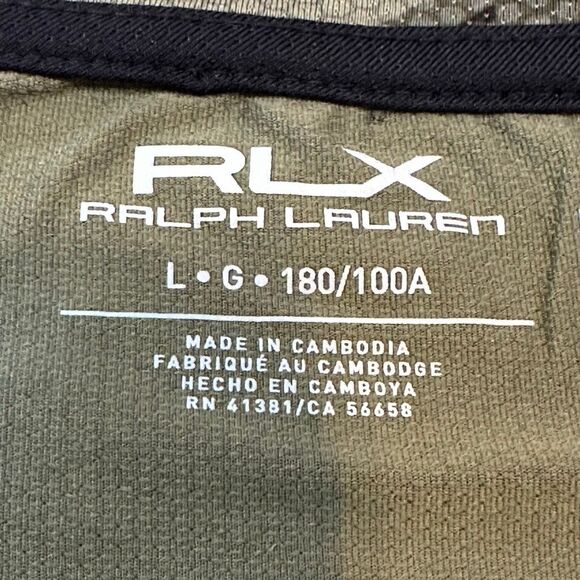 RLX
RALPH LAUREN
L • G • 180/100A
MADE IN CAMBODIA
FABRIQUÉ AU CAMBODGE
HECHO EN CAMBOYA
RN 41381/CA 56658